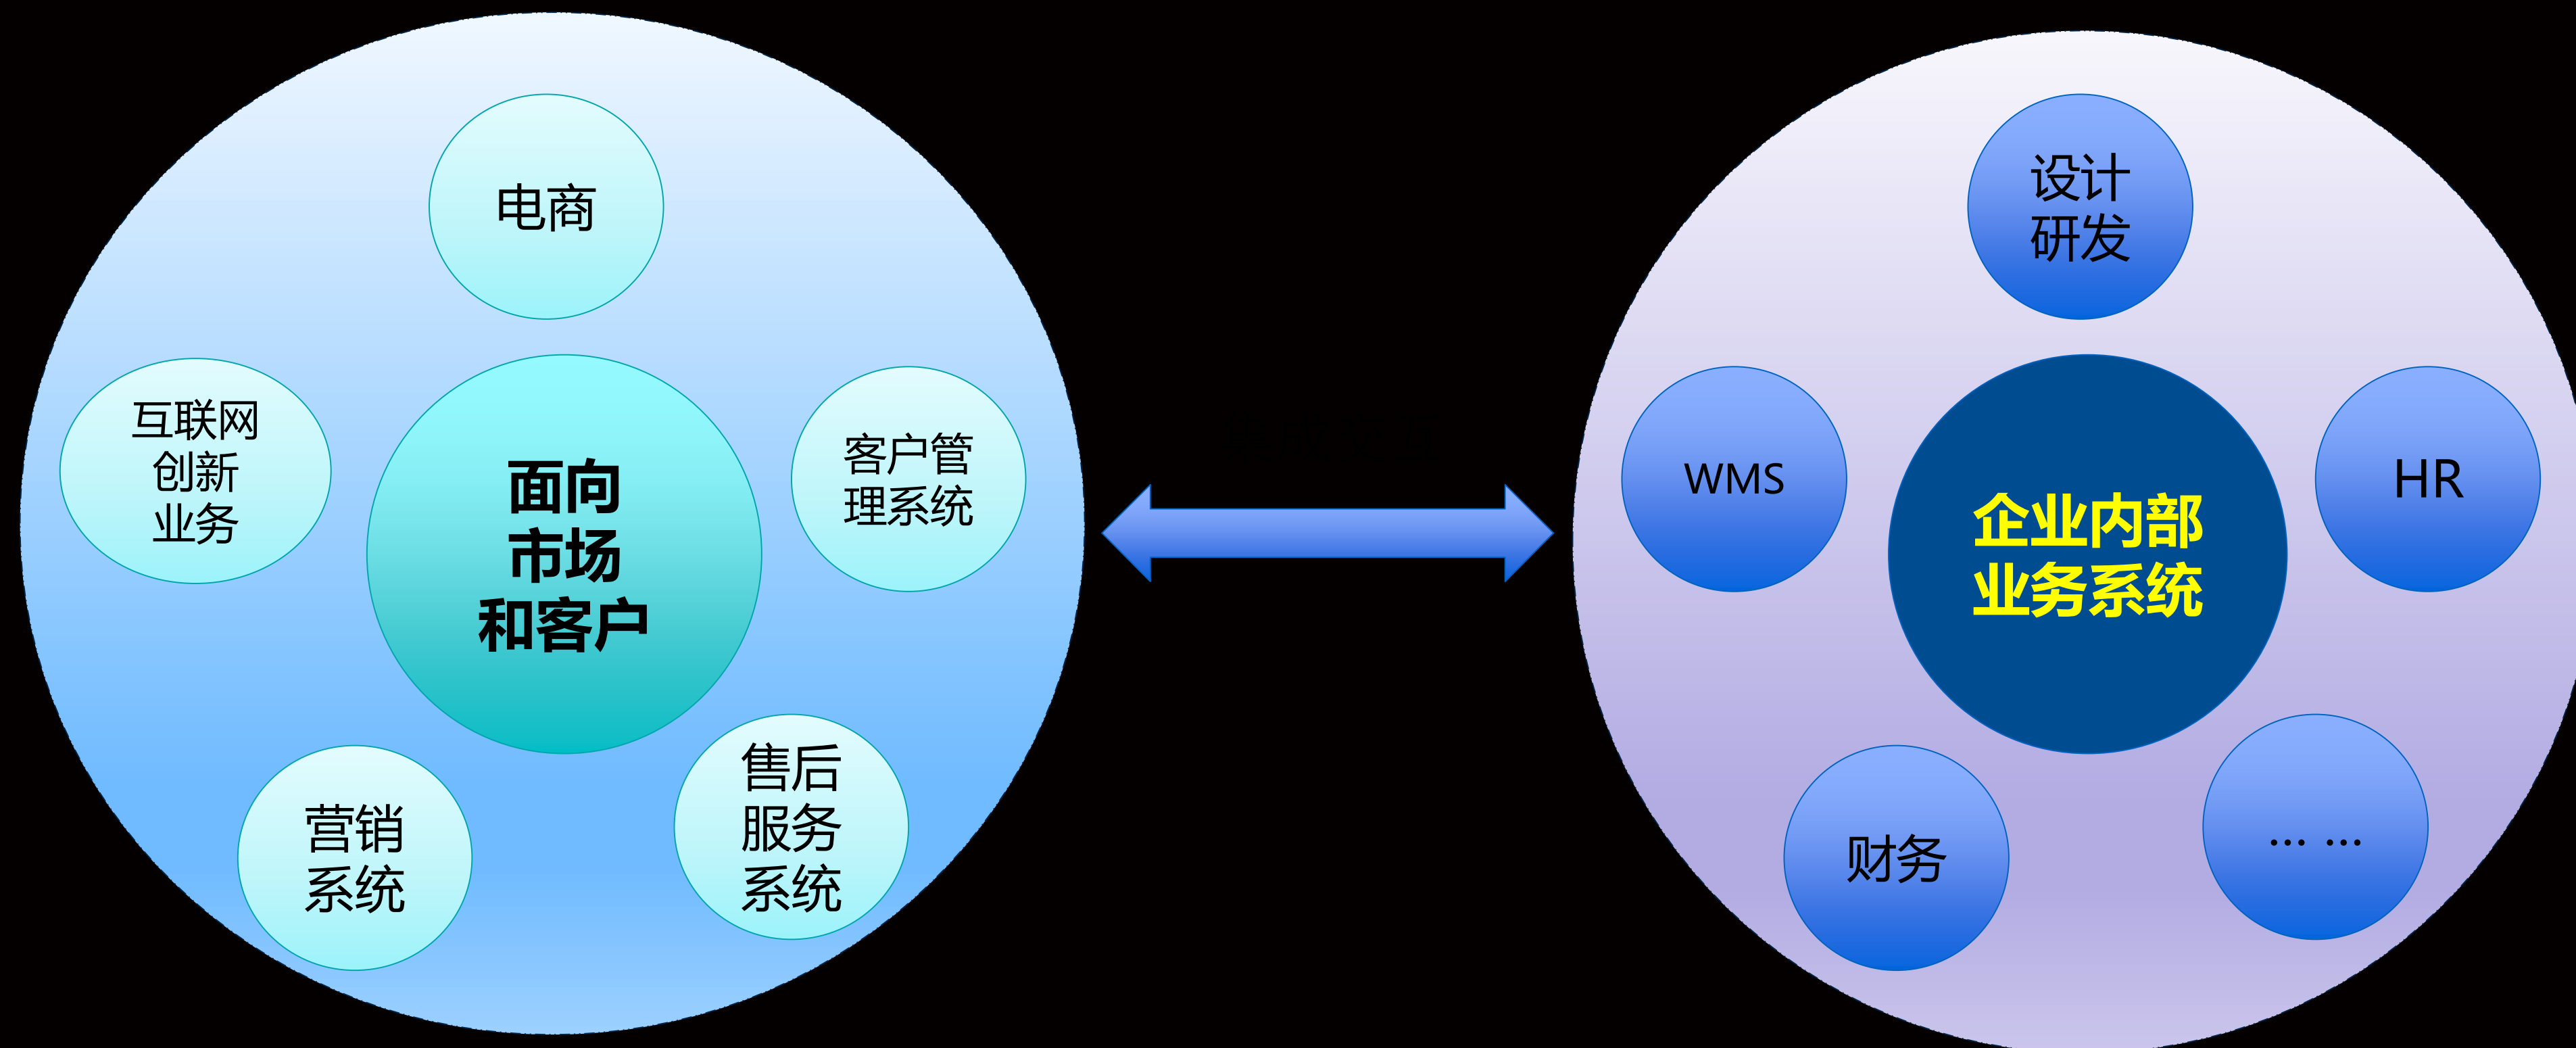 电商
互联网
创新
业务
面向
市场
和客户
客户管
理系统
营销
系统
售后
服务
系统
设计
研发
WMS
企业内部
业务系统
HR
财务
... ...